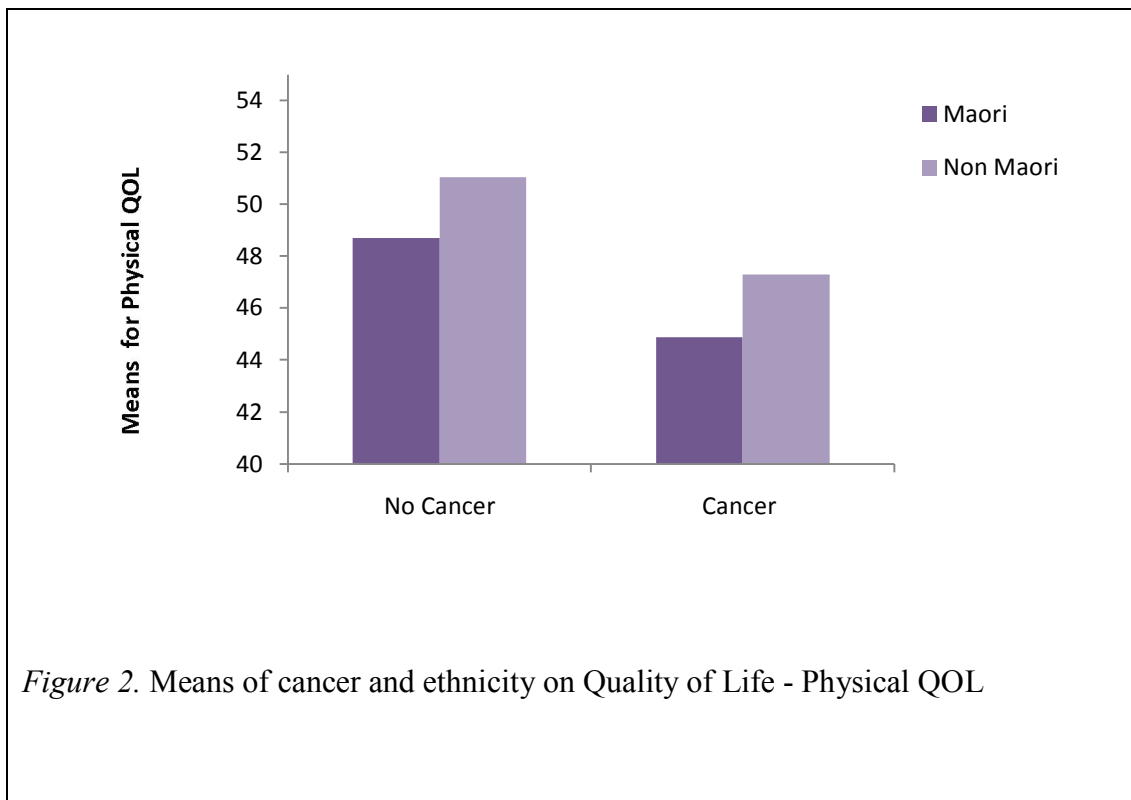 54
52
50
48
46
44
42
40
Means for Physical QOL
No Cancer
Cancer
Maori
Non Maori
Figure 2. Means of cancer and ethnicity on Quality of Life - Physical QOL